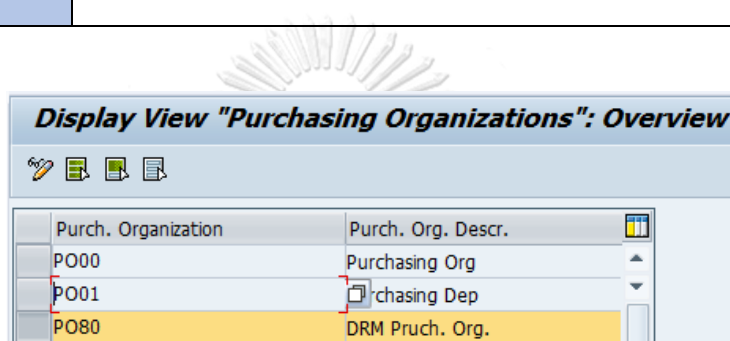 Display View "Purchasing Organizations": Overview
Purch. Organization Purch. Org. Descr.
PO00 Purchasing Org
PO01 rchasing Dep
PO80 DRM Pruch. Org.